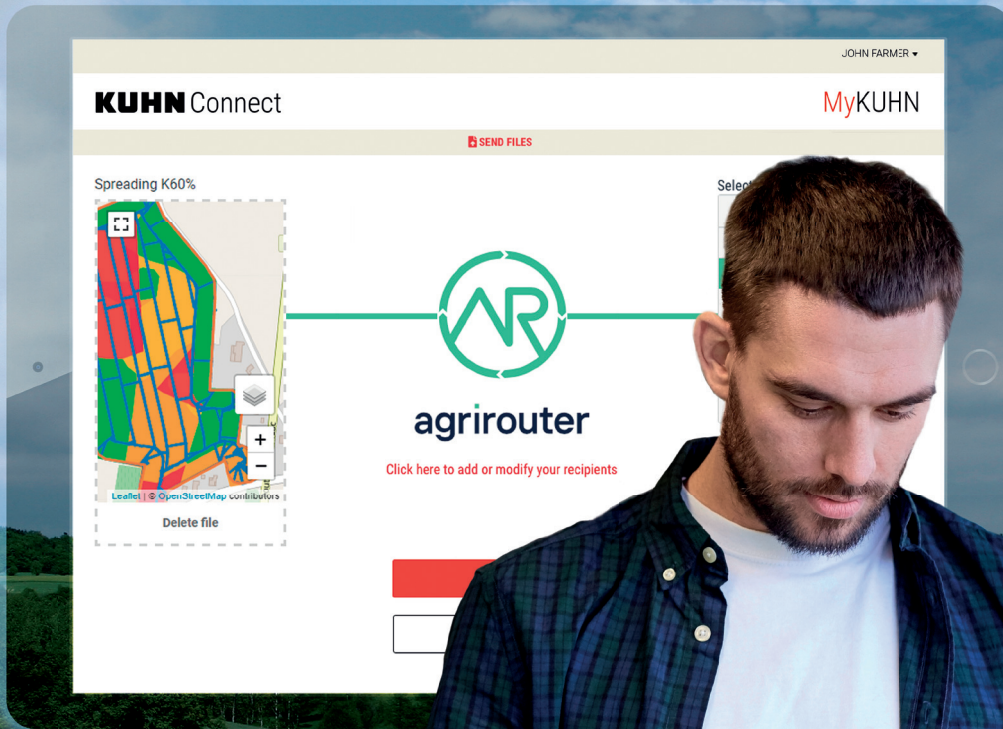 JOHN FARMER
KUHN Connect
MyKUHN
SEND FILES
Spreading K60%
Leaflet | © OpenStreetMap contributors
Delete file
AR
agrirouter
Click here to add or modify your recipients